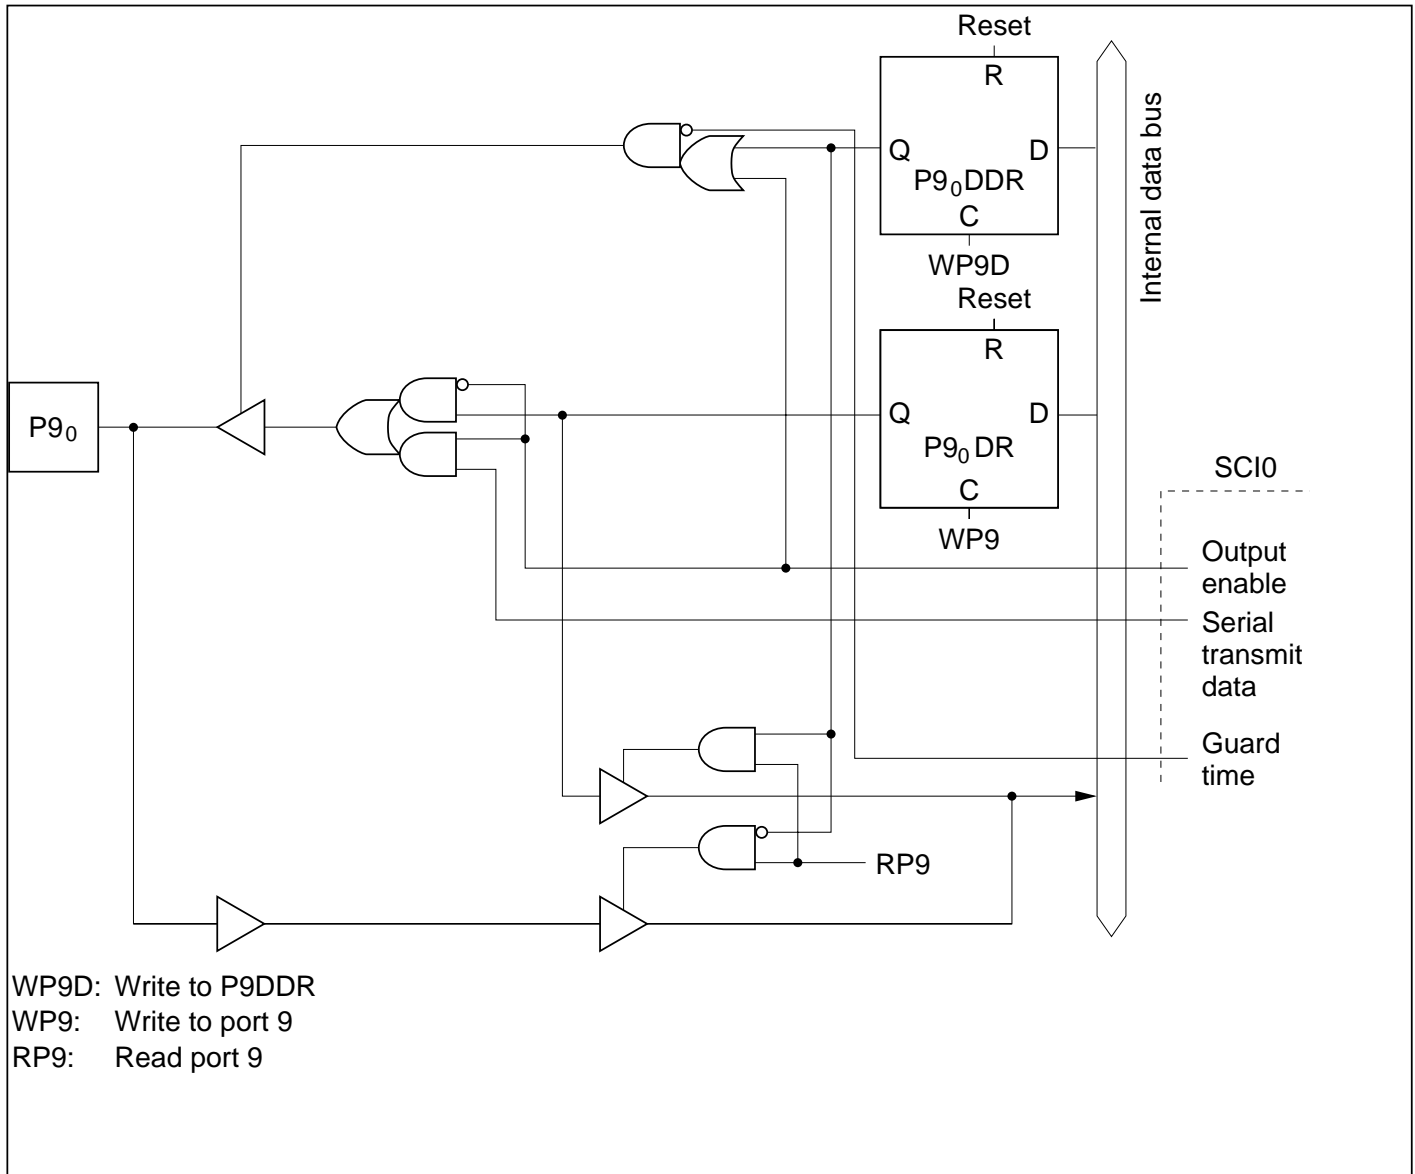 Reset
R
Q
D
P9₀DDR
C
WP9D
Internal data bus
Reset
R
Q
D
P9₀DR
C
WP9
P9₀
SCI0
Output
enable
Serial
transmit
data
Guard
time
RP9
WP9D: Write to P9DDR
WP9: Write to port 9
RP9: Read port 9